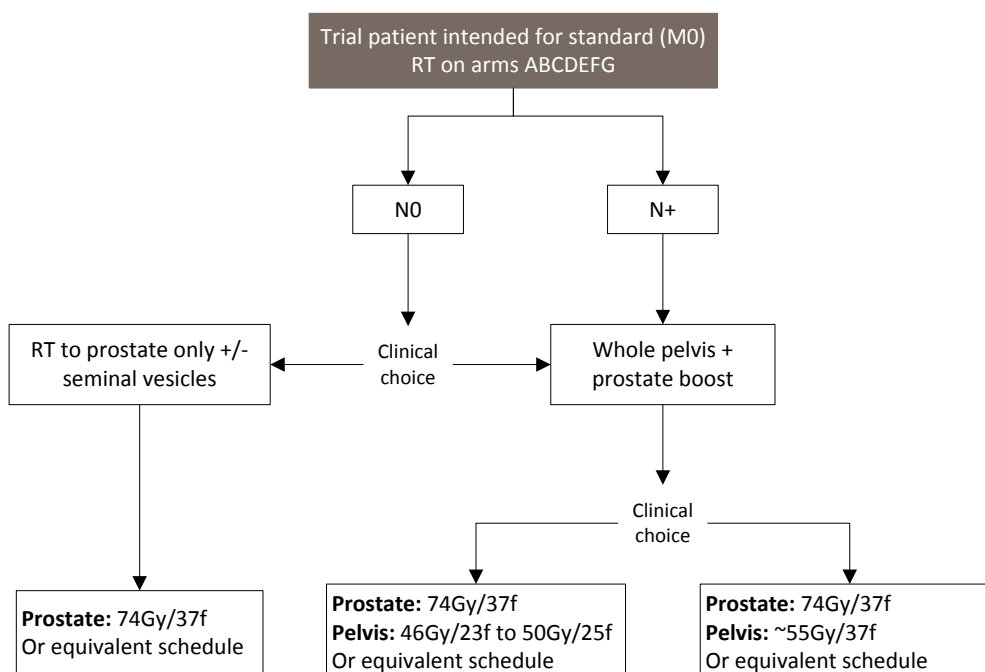 Trial patient intended for standard (M0)
RT on arms ABCDEFG
N0
N+
RT to prostate only +/-
seminal vesicles
Clinical
choice
Whole pelvis +
prostate boost
Clinical
choice
Prostate: 74Gy/37f
Or equivalent schedule
Prostate: 74Gy/37f
Pelvis: 46Gy/23f to 50Gy/25f
Or equivalent schedule
Prostate: 74Gy/37f
Pelvis: ~55Gy/37f
Or equivalent schedule